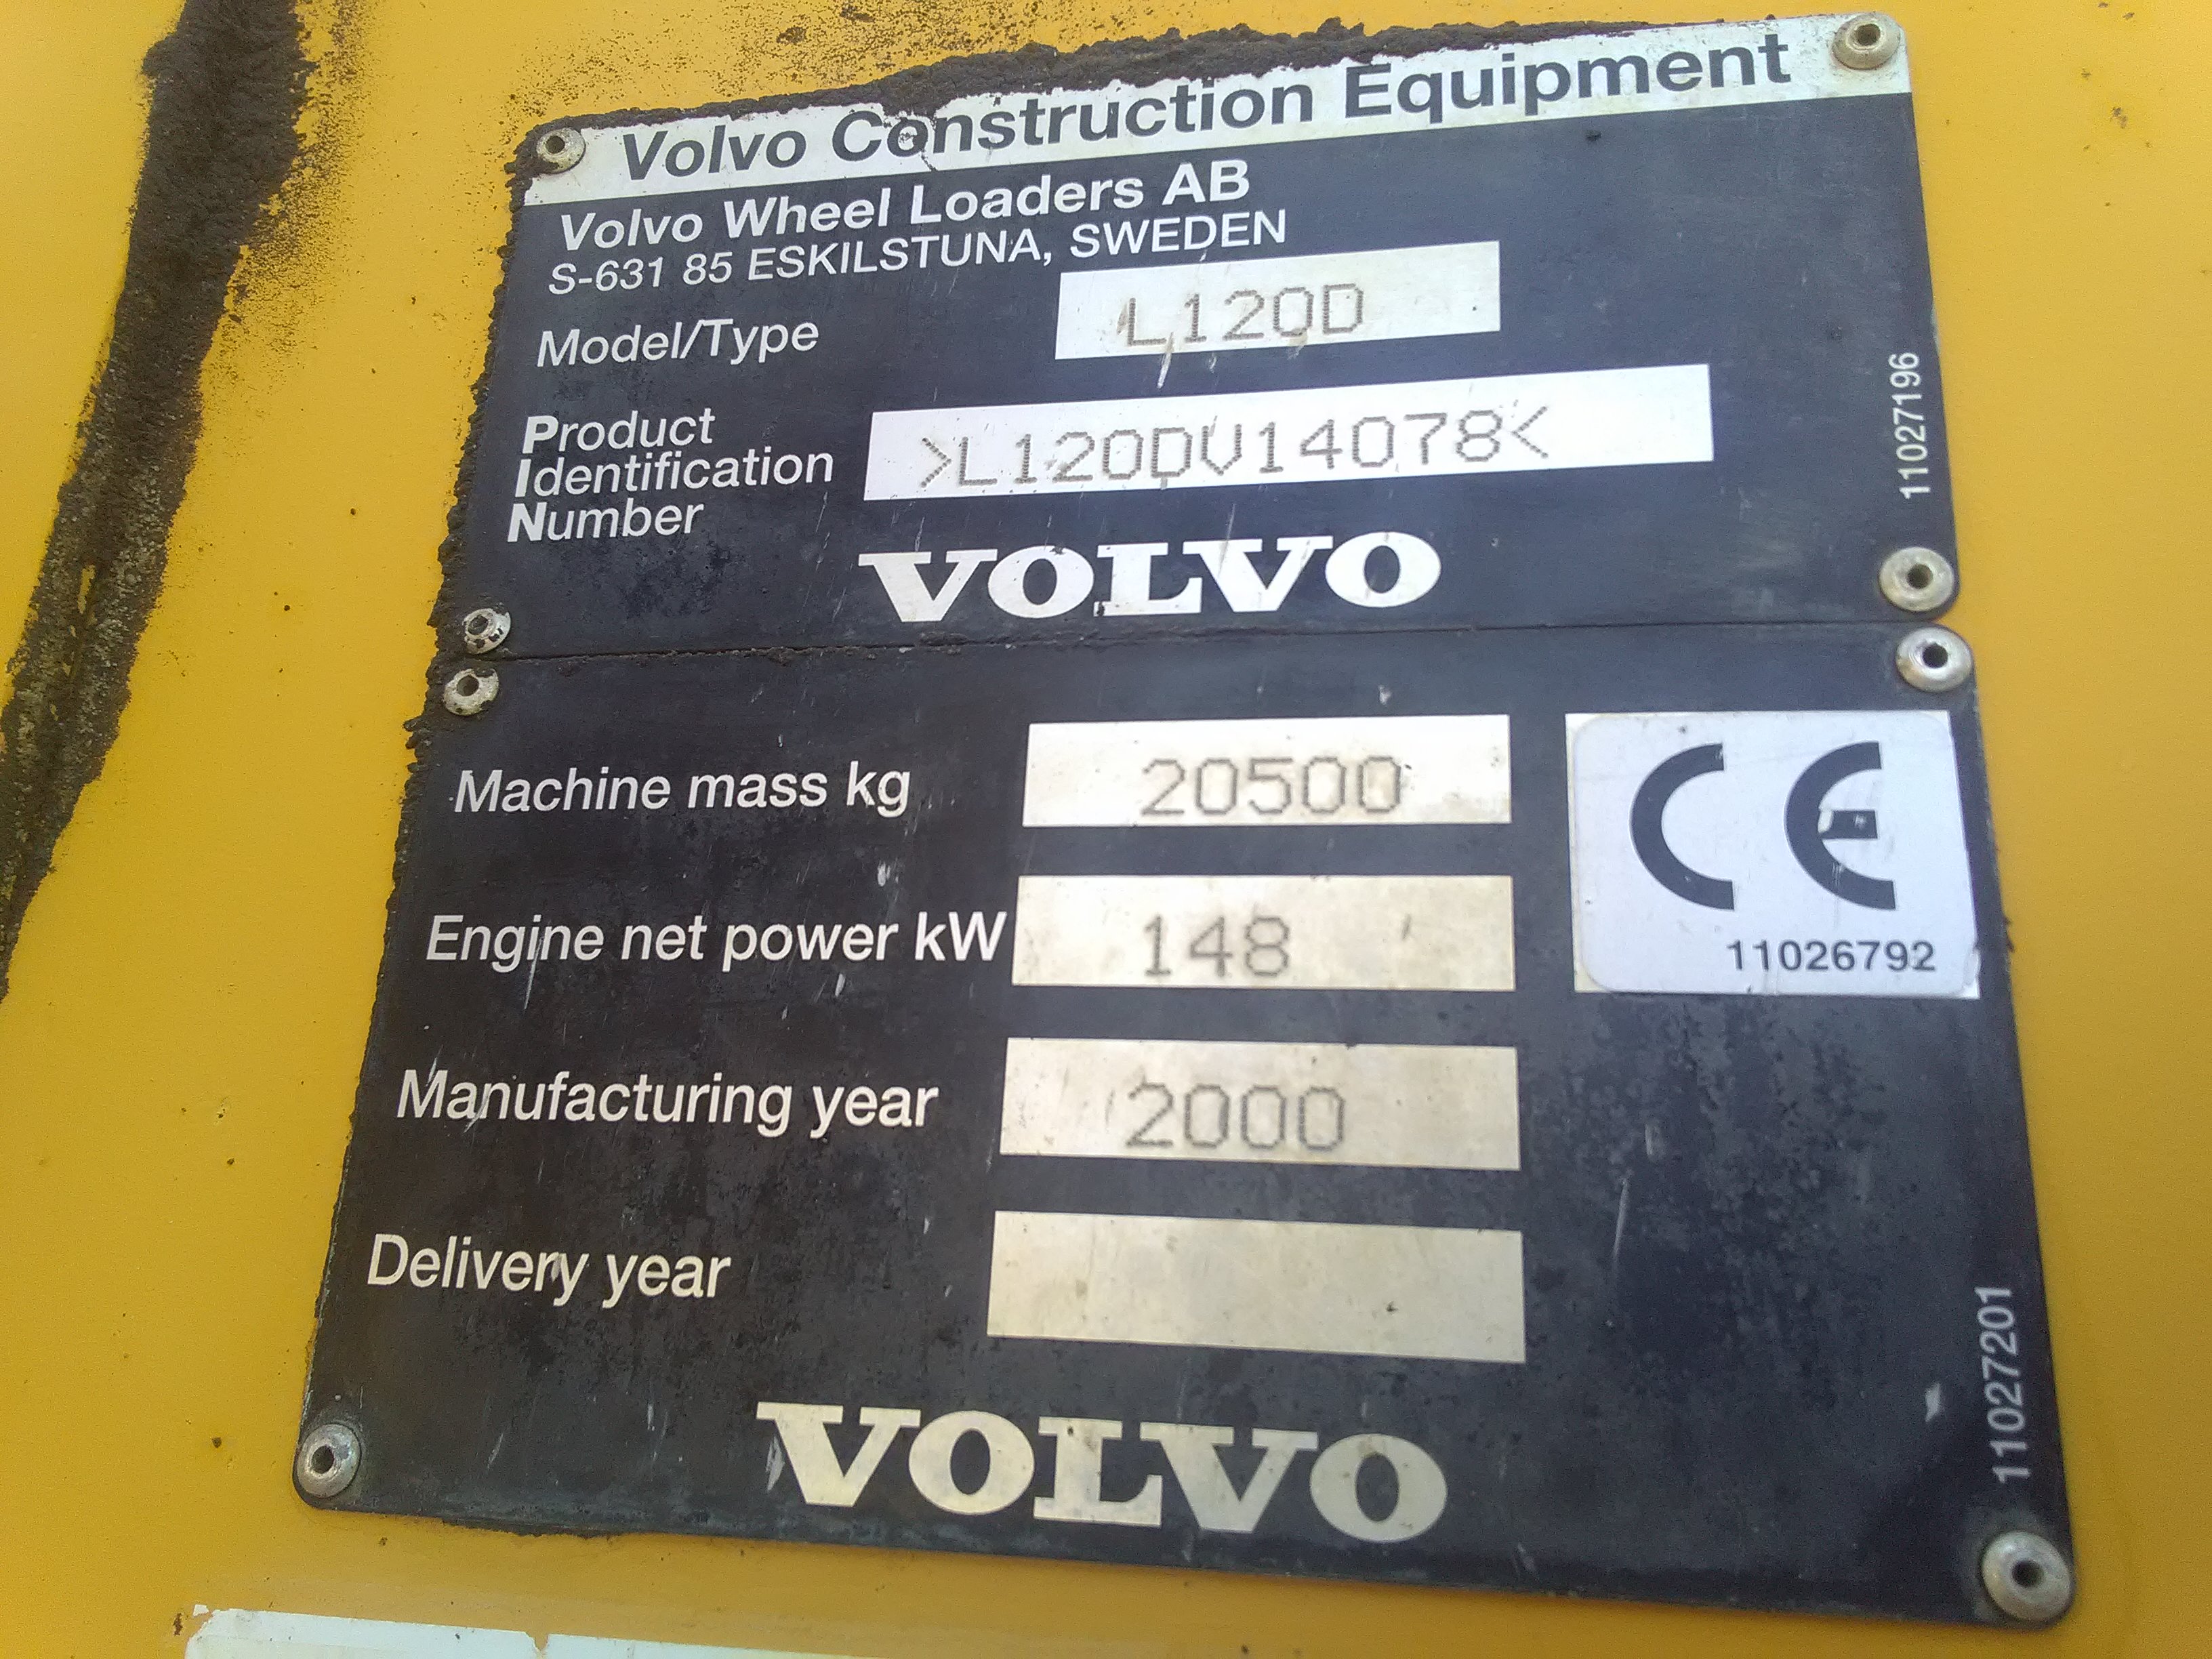 Volvo Construction Equipment
Volvo Wheel Loaders AB
S-631 85 ESKILSTUNA, SWEDEN
Model/Type L120D
Product
Identification >L120DV14078<
Number
11027196
VOLVO
Machine mass kg 20500
CE
11026792
Engine net power kW 148
Manufacturing year 2000
Delivery year
11027201
VOLVO